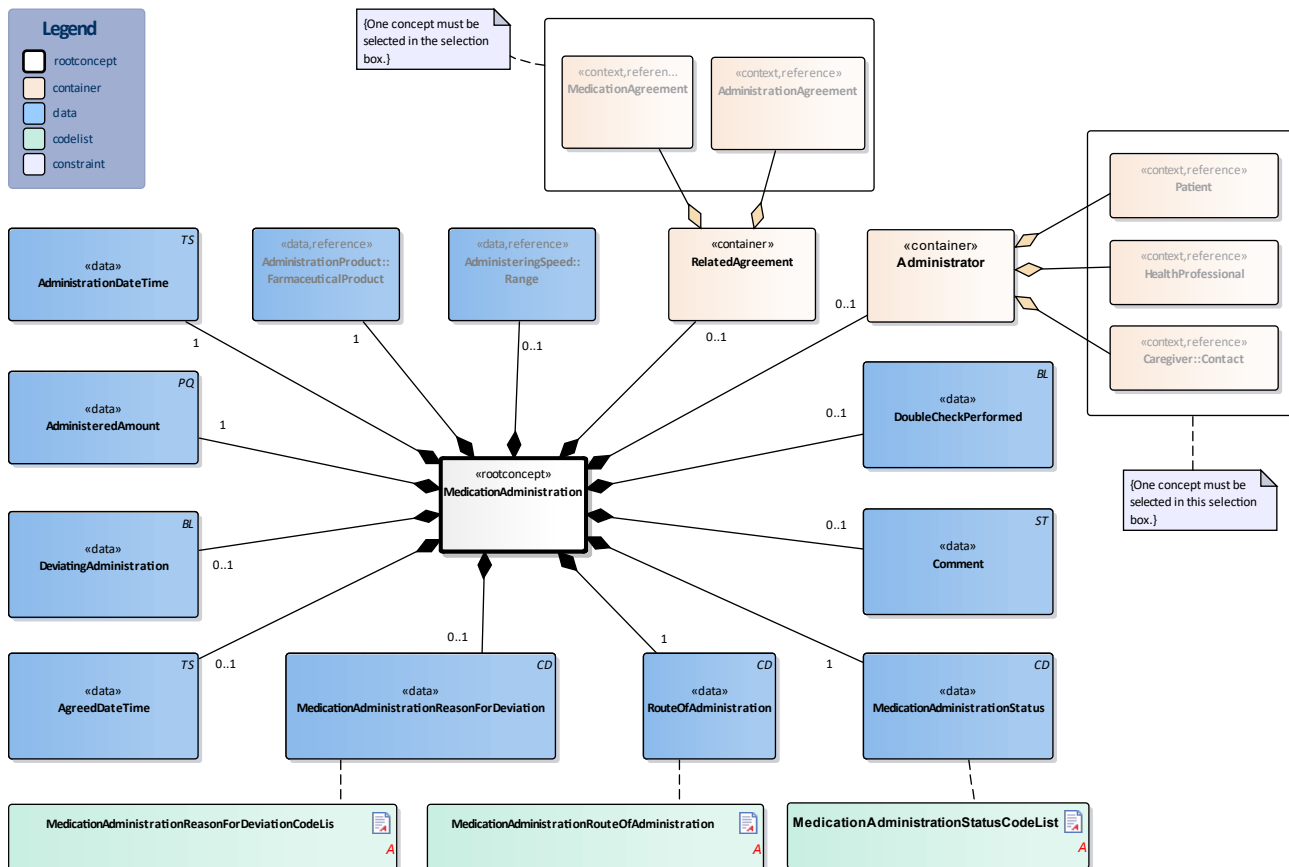 Legend
rootconcept
container
data
codelist
constraint
{One concept must be
selected in the selection
box.}
«context,referen...
MedicationAgreement
«context,reference»
AdministrationAgreement
«context,reference»
Patient
«context,reference»
HealthProfessional
«context,reference»
Caregiver::Contact
{One concept must be
selected in this selection
box.}
TS
«data»
AdministrationDateTime
1
«data,reference»
AdministrationProduct::
FarmaceuticalProduct
1
«data,reference»
AdministeringSpeed::
Range
0..1
«container»
RelatedAgreement
0..1
«container»
Administrator
0..1
PQ
«data»
AdministeredAmount
1
BL
«data»
DoubleCheckPerformed
0..1
«rootconcept»
MedicationAdministration
BL
«data»
DeviatingAdministration
0..1
ST
«data»
Comment
0..1
TS
«data»
AgreedDateTime
0..1
CD
«data»
MedicationAdministrationReasonForDeviation
0..1
CD
«data»
RouteOfAdministration
1
CD
«data»
MedicationAdministrationStatus
1
MedicationAdministrationReasonForDeviationCodeLis
A
MedicationAdministrationRouteOfAdministration
A
MedicationAdministrationStatusCodeList
A